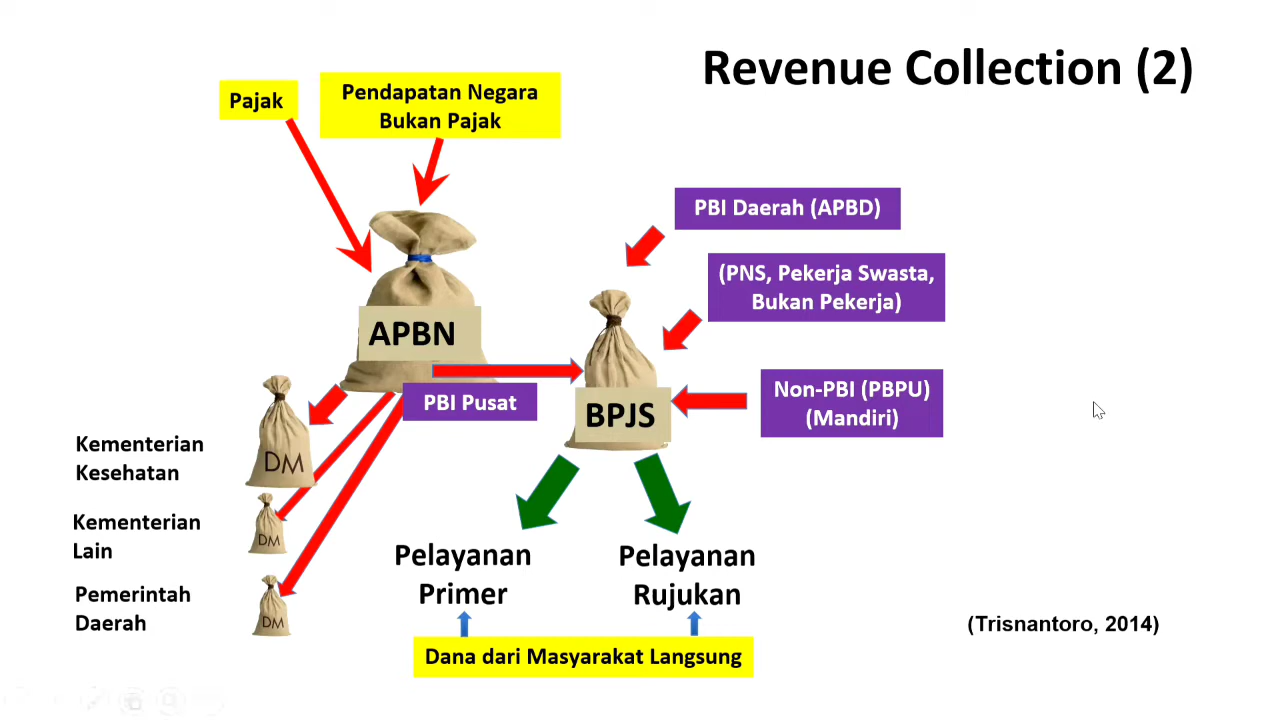 Revenue Collection (2)
Pajak
Pendapatan Negara
Bukan Pajak
PBI Daerah (APBD)
(PNS, Pekerja Swasta,
Bukan Pekerja)
APBN
PBI Pusat
BPJS
Non-PBI (PBPU)
(Mandiri)
Kementerian
Kesehatan
DM
Kementerian
Lain
DM
Pemerintah
Daerah
DM
Pelayanan
Primer
Pelayanan
Rujukan
Dana dari Masyarakat Langsung
(Trisnantoro, 2014)